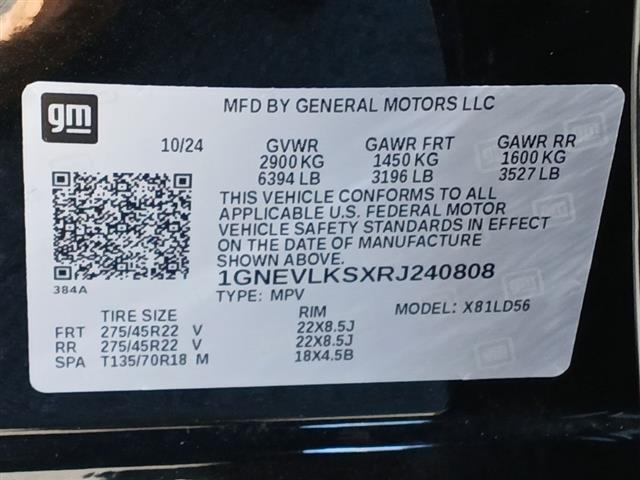 gm
MFD BY GENERAL MOTORS LLC
10/24 GVWR GAWR FRT GAWR RR
2900 KG 1450 KG 1600 KG
6394 LB 3196 LB 3527 LB
THIS VEHICLE CONFORMS TO ALL
APPLICABLE U.S. FEDERAL MOTOR
VEHICLE SAFETY STANDARDS IN EFFECT
ON THE DATE OF MANUFACTURE SHOWN
ABOVE.
384A
1GNEVLKSXRJ240808
TYPE: MPV MODEL: X81LD56
TIRE SIZE RIM
FRT 275/45R22 V 22X8.5J
RR 275/45R22 V 22X8.5J
SPA T135/70R18 M 18X4.5B